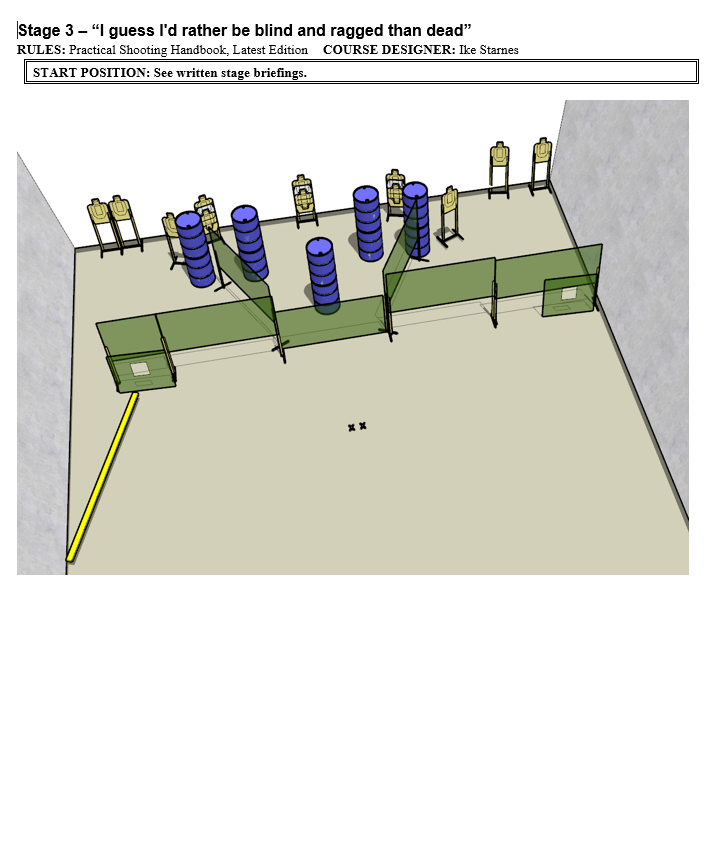 Stage 3 – “I guess I'd rather be blind and ragged than dead”
RULES: Practical Shooting Handbook, Latest Edition COURSE DESIGNER: Ike Starnes
START POSITION: See written stage briefings.